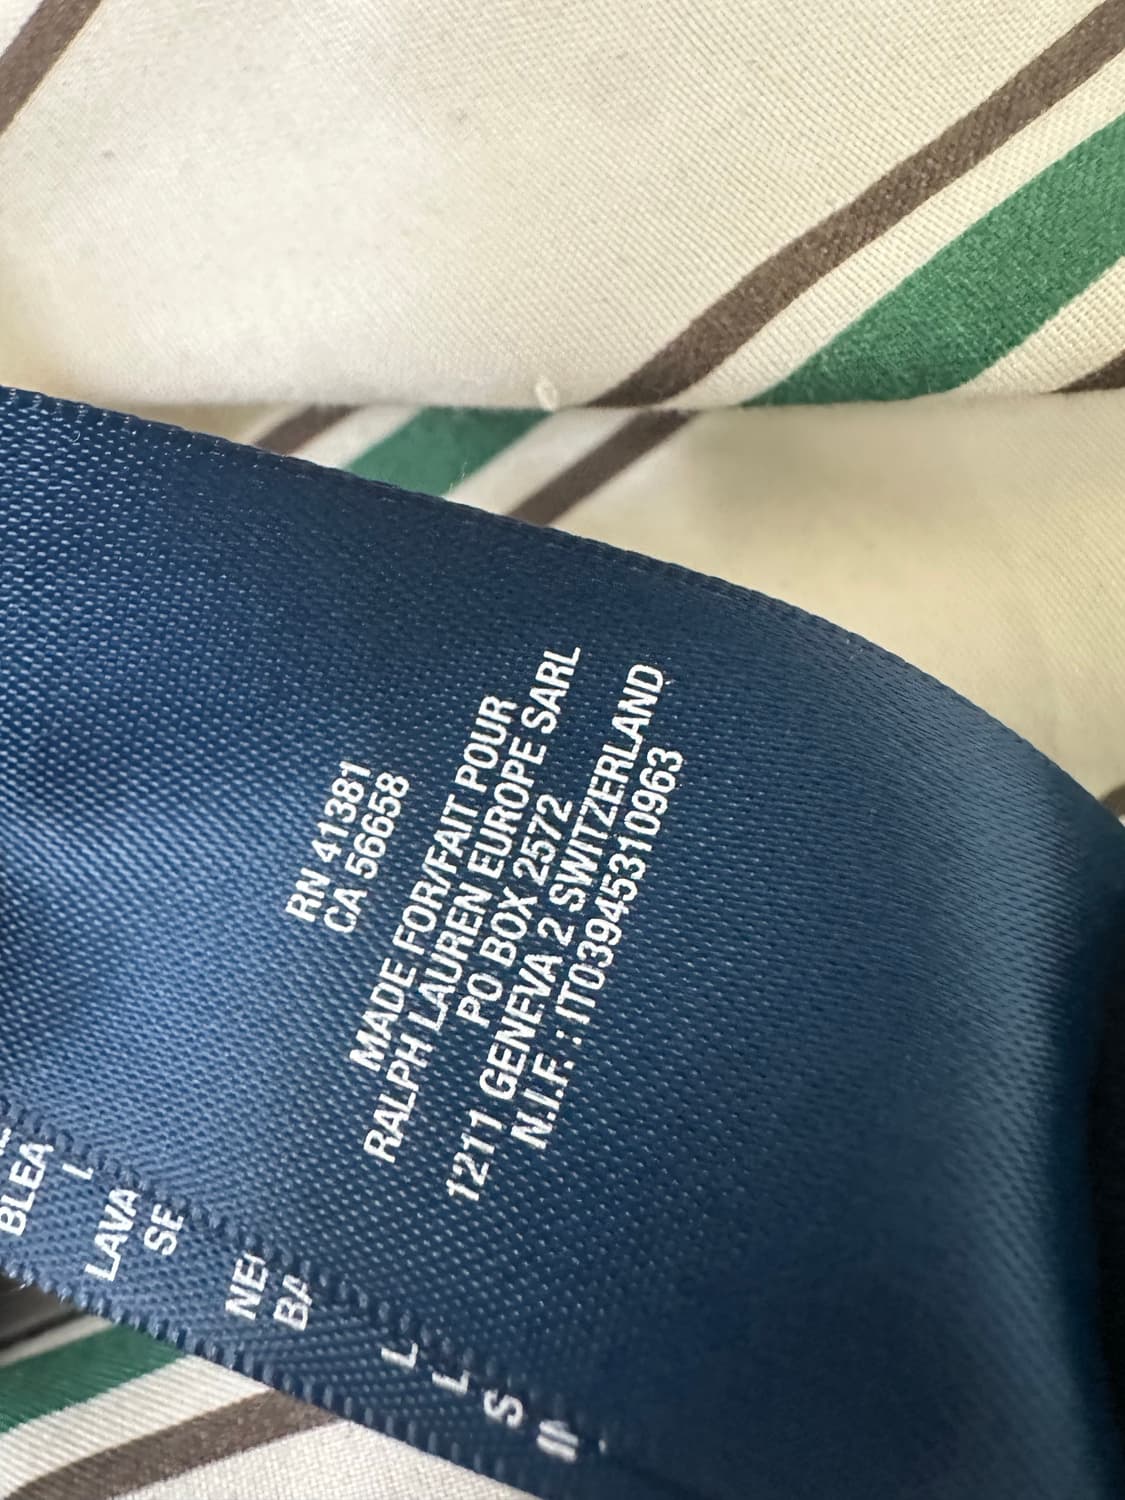 RN 41381
CA 56658
MADE FOR/FAIT POUR
RALPH LAUREN EUROPE SARL
PO BOX 2572
1211 GENEVA 2 SWITZERLAND
N.I.F. : IT03945310963
BLEA
L
LAVA
SE
NE
BA
L
L
S